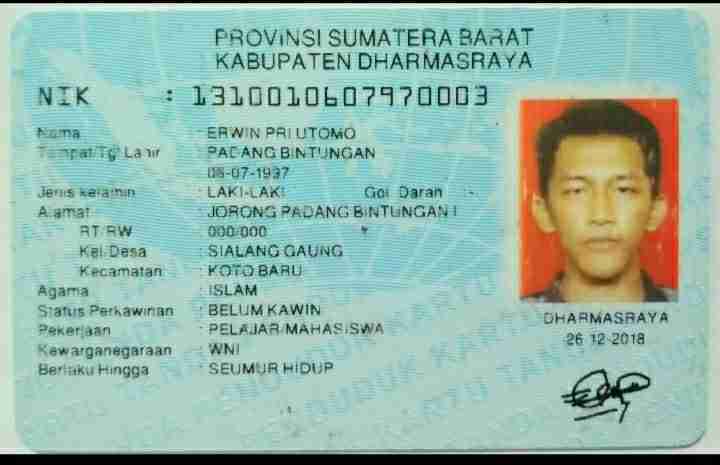 PROVINSI SUMATERA BARAT
KABUPATEN DHARMASRAYA
NIK : 1310010607970003
Nama : ERWIN PRI UTOMO
Tempat/Tgl Lahir : PADANG BINTUNGAN
06-07-1997
Jenis kelamin : LAKI-LAKI Gol. Darah : -
Alamat : JORONG PADANG BINTUNGAN I
RT/RW : 000/000
Kel/Desa : SIALANG GAUNG
Kecamatan : KOTO BARU
Agama : ISLAM
Status Perkawinan : BELUM KAWIN
Pekerjaan : PELAJAR/MAHASISWA
Kewarganegaraan : WNI
Berlaku Hingga : SEUMUR HIDUP
DHARMASRAYA
26-12-2018